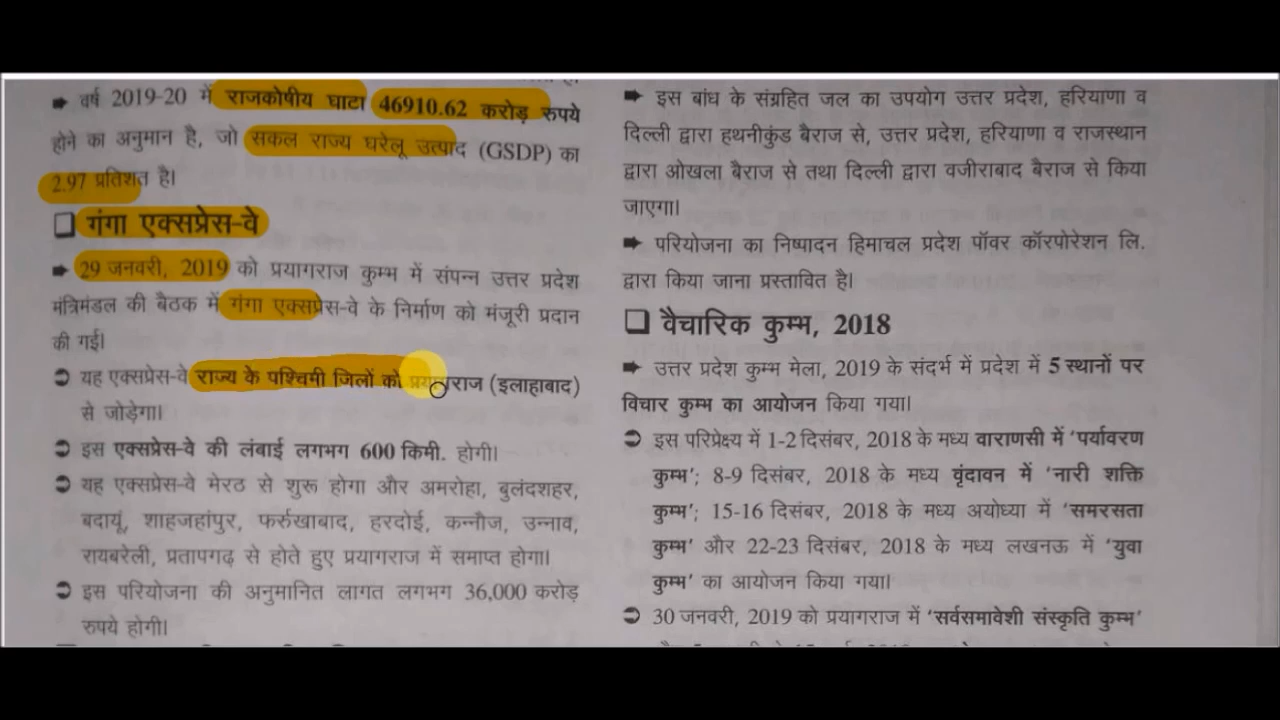 ➡ वर्ष 2019-20 में राजकोषीय घाटा 46910.62 करोड़ रुपये
होने का अनुमान है, जो सकल राज्य घरेलू उत्पाद (GSDP) का
2.97 प्रतिशत है।
❑ गंगा एक्सप्रेस-वे
➡ 29 जनवरी, 2019 को प्रयागराज कुम्भ में संपन्न उत्तर प्रदेश
मंत्रिमंडल की बैठक में गंगा एक्सप्रेस-वे के निर्माण को मंजूरी प्रदान
की गई।
➲ यह एक्सप्रेस-वे राज्य के पश्चिमी जिलों को प्रयागराज (इलाहाबाद)
से जोड़ेगा।
➲ इस एक्सप्रेस-वे की लंबाई लगभग 600 किमी. होगी।
➲ यह एक्सप्रेस-वे मेरठ से शुरू होगा और अमरोहा, बुलंदशहर,
बदायूं, शाहजहांपुर, फर्रुखाबाद, हरदोई, कन्नौज, उन्नाव,
रायबरेली, प्रतापगढ़ से होते हुए प्रयागराज में समाप्त होगा।
➲ इस परियोजना की अनुमानित लागत लगभग 36,000 करोड़
रुपये होगी।
➡ इस बांध के संग्रहित जल का उपयोग उत्तर प्रदेश, हरियाणा व
दिल्ली द्वारा हथनीकुंड बैराज से, उत्तर प्रदेश, हरियाणा व राजस्थान
द्वारा ओखला बैराज से तथा दिल्ली द्वारा वजीराबाद बैराज से किया
जाएगा।
➡ परियोजना का निष्पादन हिमाचल प्रदेश पॉवर कॉरपोरेशन लि.
द्वारा किया जाना प्रस्तावित है।
❑ वैचारिक कुम्भ, 2018
➡ उत्तर प्रदेश कुम्भ मेला, 2019 के संदर्भ में प्रदेश में 5 स्थानों पर
विचार कुम्भ का आयोजन किया गया।
➲ इस परिप्रेक्ष्य में 1-2 दिसंबर, 2018 के मध्य वाराणसी में 'पर्यावरण
कुम्भ'; 8-9 दिसंबर, 2018 के मध्य वृंदावन में 'नारी शक्ति
कुम्भ'; 15-16 दिसंबर, 2018 के मध्य अयोध्या में 'समरसता
कुम्भ' और 22-23 दिसंबर, 2018 के मध्य लखनऊ में 'युवा
कुम्भ' का आयोजन किया गया।
➲ 30 जनवरी, 2019 को प्रयागराज में 'सर्वसमावेशी संस्कृति कुम्भ'